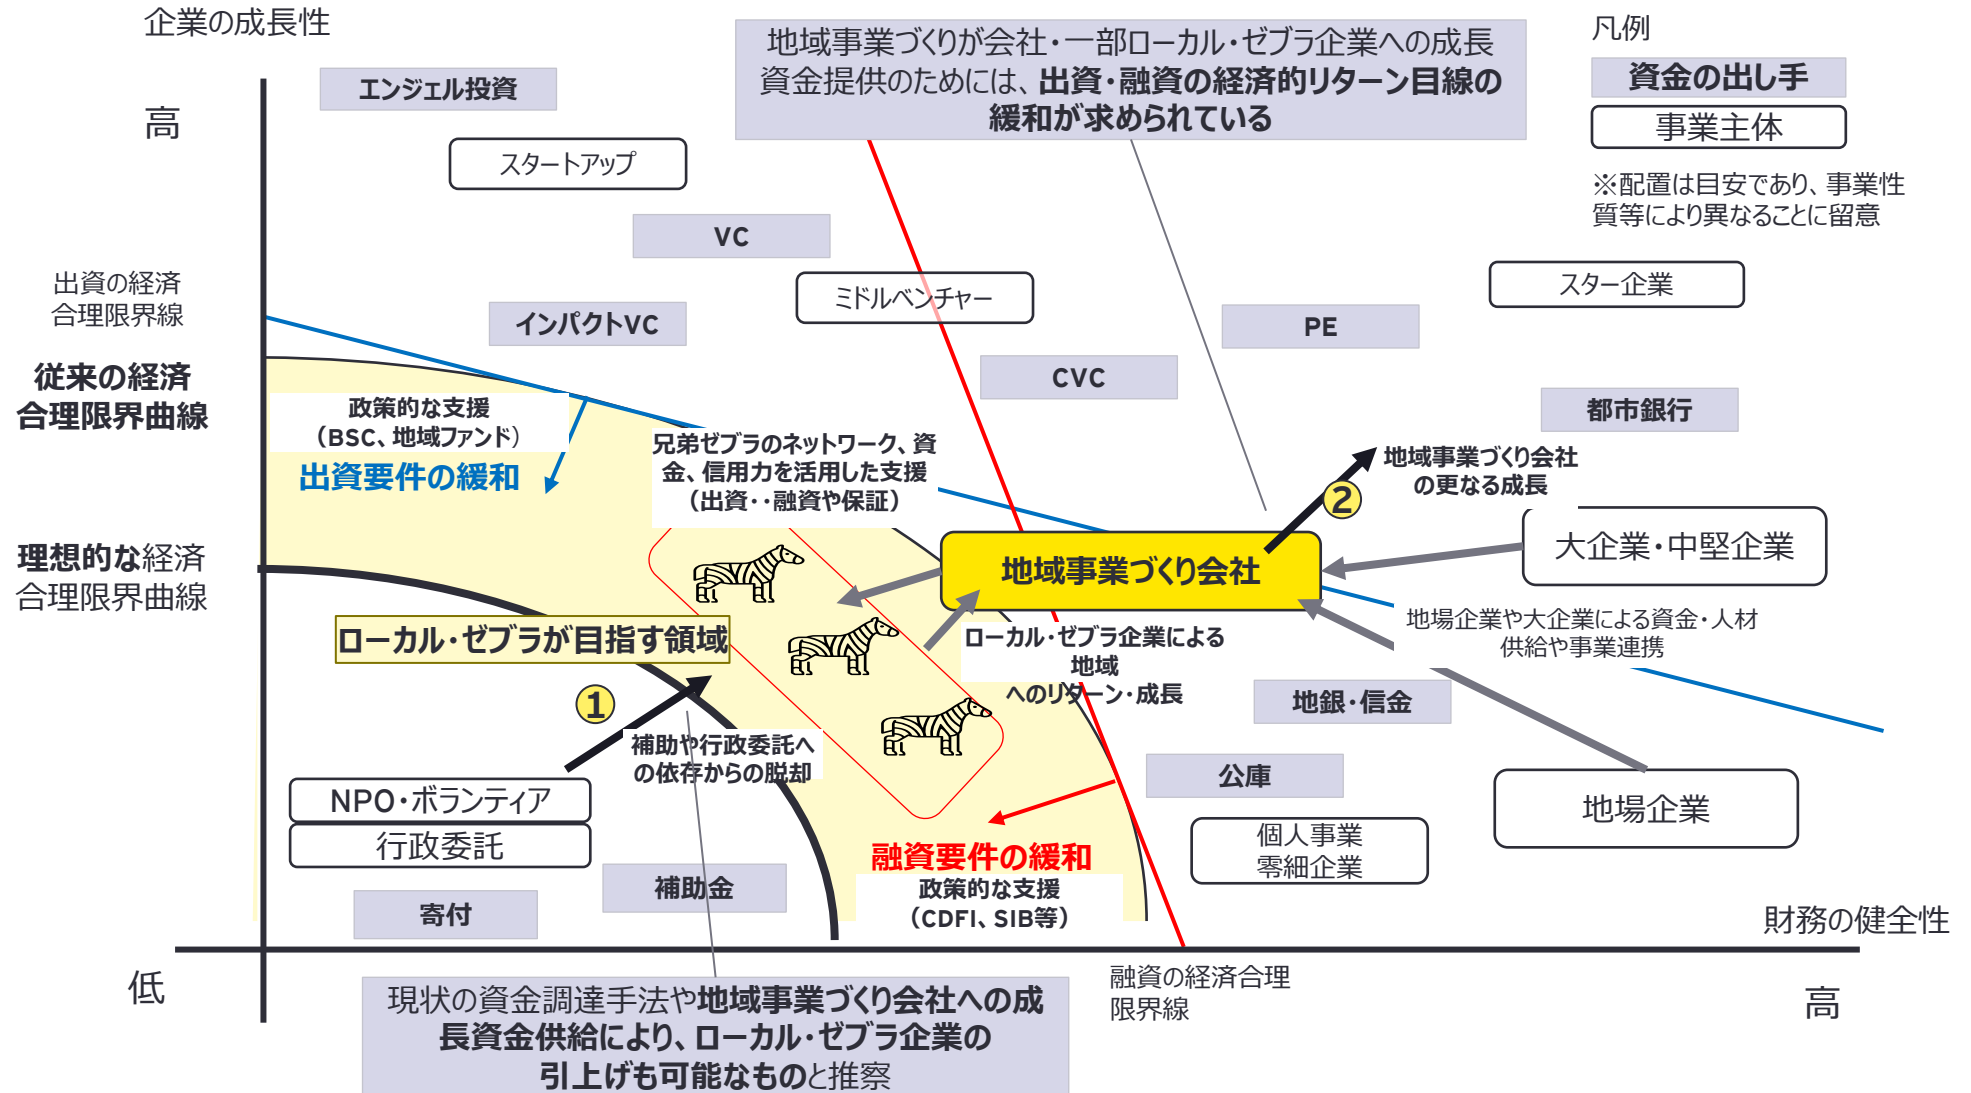 企業の成長性
高
エンジェル投資
スタートアップ
VC
地域事業づくりが会社・一部ローカル・ゼブラ企業への成長
資金提供のためには、出資・融資の経済的リターン目線の
緩和が求められている
凡例
資金の出し手
事業主体
※配置は目安であり、事業性
質等により異なることに留意
出資の経済
合理限界線
インパクトVC
ミドルベンチャー
スター企業
PE
CVC
従来の経済
合理限界曲線
政策的な支援
（BSC、地域ファンド）
出資要件の緩和
兄弟ゼブラのネットワーク、資
金、信用力を活用した支援
（出資・・融資や保証）
都市銀行
地域事業づくり会社
の更なる成長
2
理想的な経済
合理限界曲線
地域事業づくり会社
大企業・中堅企業
ローカル・ゼブラが目指す領域
ローカル・ゼブラ企業による
地域
へのリターン・成長
地場企業や大企業による資金・人材
供給や事業連携
1
補助や行政委託へ
の依存からの脱却
地銀・信金
公庫
NPO・ボランティア
行政委託
地場企業
個人事業
零細企業
融資要件の緩和
政策的な支援
（CDFI、SIB等）
補助金
寄付
財務の健全性
低
融資の経済合理
限界線
高
現状の資金調達手法や地域事業づくり会社への成
長資金供給により、ローカル・ゼブラ企業の
引上げも可能なものと推察